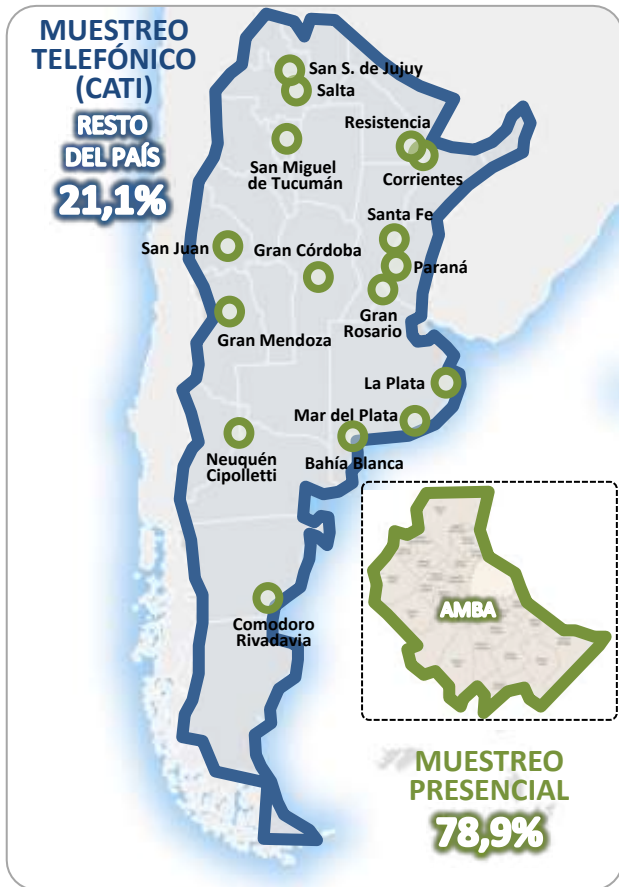 MUESTREO
TELEFÓNICO
(CATI)
RESTO
DEL PAÍS
21,1%
San S. de Jujuy
Salta
Resistencia
San Miguel
de Tucumán
Corrientes
Santa Fe
San Juan
Gran Córdoba
Paraná
Gran
Rosario
Gran Mendoza
La Plata
Mar del Plata
Neuquén
Cipolletti
Bahía Blanca
AMBA
Comodoro
Rivadavia
MUESTREO
PRESENCIAL
78,9%